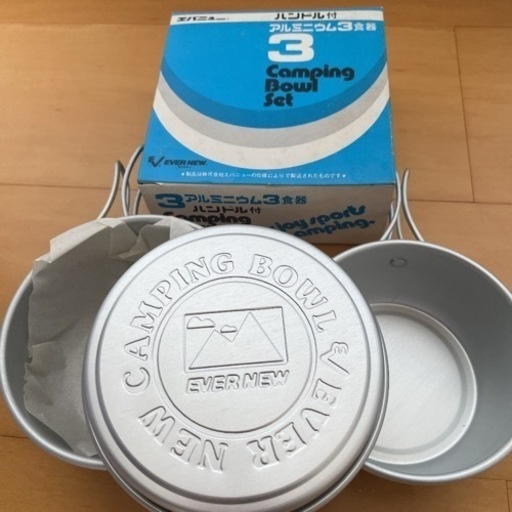 エバニュー
ハンドル付
アルミニウム3食器
3
Camping
Bowl
Set
EVER NEW
●製品は株式会社エバニューの仕様によりで製造されたものです●
3 アルミニウム3食器
ハンドル付
Camping
enjoy sports
camping.
CAMPING BOWL & EVER NEW
EVER NEW